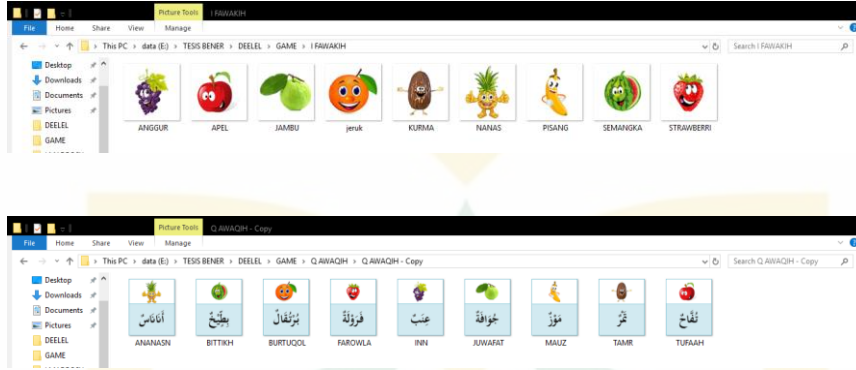 Picture Tools I FAWAKIH
File Home Share View Manage
This PC > data (E:) > TESIS BENER > DEELEL > GAME > I FAWAKIH Search I FAWAKIH
Desktop
Downloads
Documents
Pictures
DEELEL
GAME
ANGGUR APEL JAMBU jeruk KURMA NANAS PISANG SEMANGKA STRAWBERRI
Picture Tools Q AWAQIH - Copy
File Home Share View Manage
This PC > data (E:) > TESIS BENER > DEELEL > GAME > Q AWAQIH > Q AWAQIH - Copy Search Q AWAQIH - Copy
Desktop
Downloads
Documents
Pictures
DEELEL
GAME
أَنَانَاسٌ بِطِّيْخٌ بُرْتُقَالٌ فَرَوْلَةٌ عِنَبٌ جُوَافَةٌ مَوْزٌ تَمْرٌ تُفَّاحٌ
ANANASN BITTIKH BURTUQOL FAROWLA INN JUWAFAT MAUZ TAMR TUFAAH